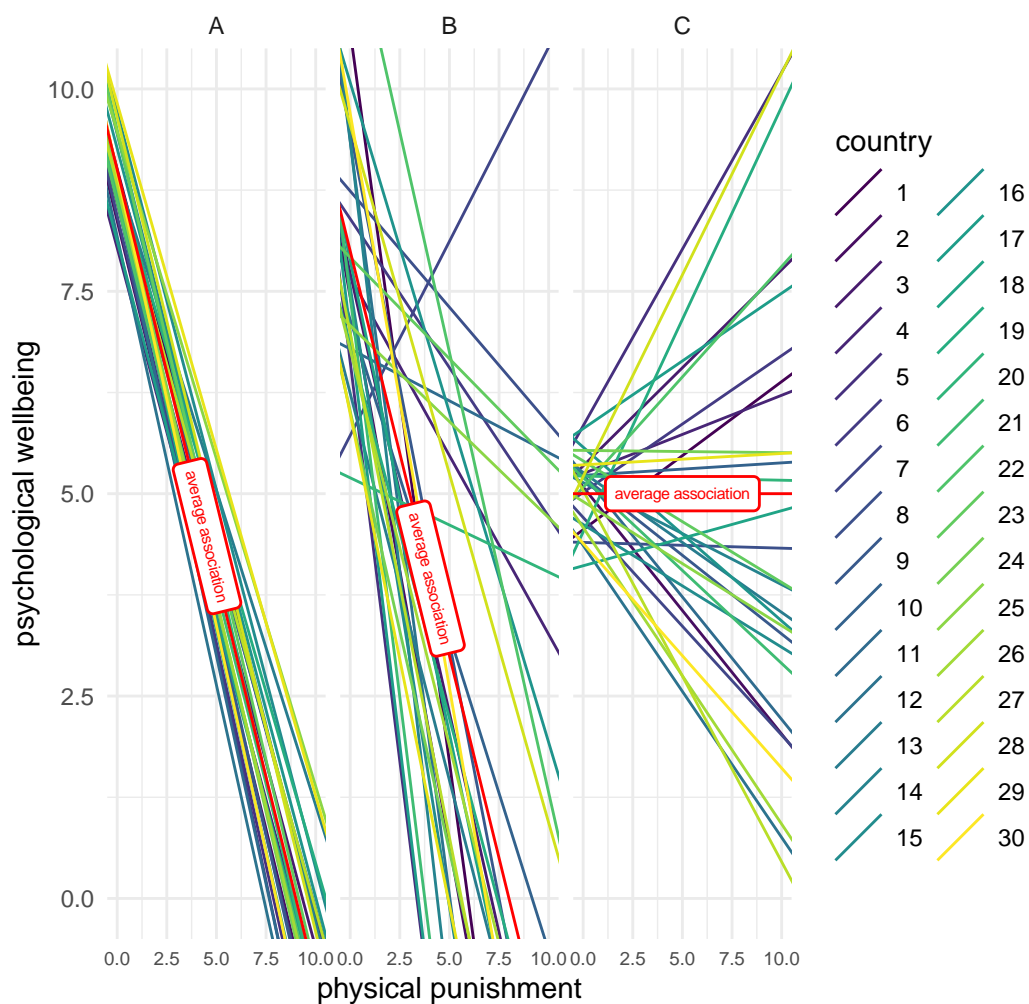 A B C
10.0
7.5
5.0
2.5
0.0
psychological wellbeing
average association
average association
average association
0.0 2.5 5.0 7.5 10.0 0.0 2.5 5.0 7.5 10.0 0.0 2.5 5.0 7.5 10.0
physical punishment
country
1 16
2 17
3 18
4 19
5 20
6 21
7 22
8 23
9 24
10 25
11 26
12 27
13 28
14 29
15 30